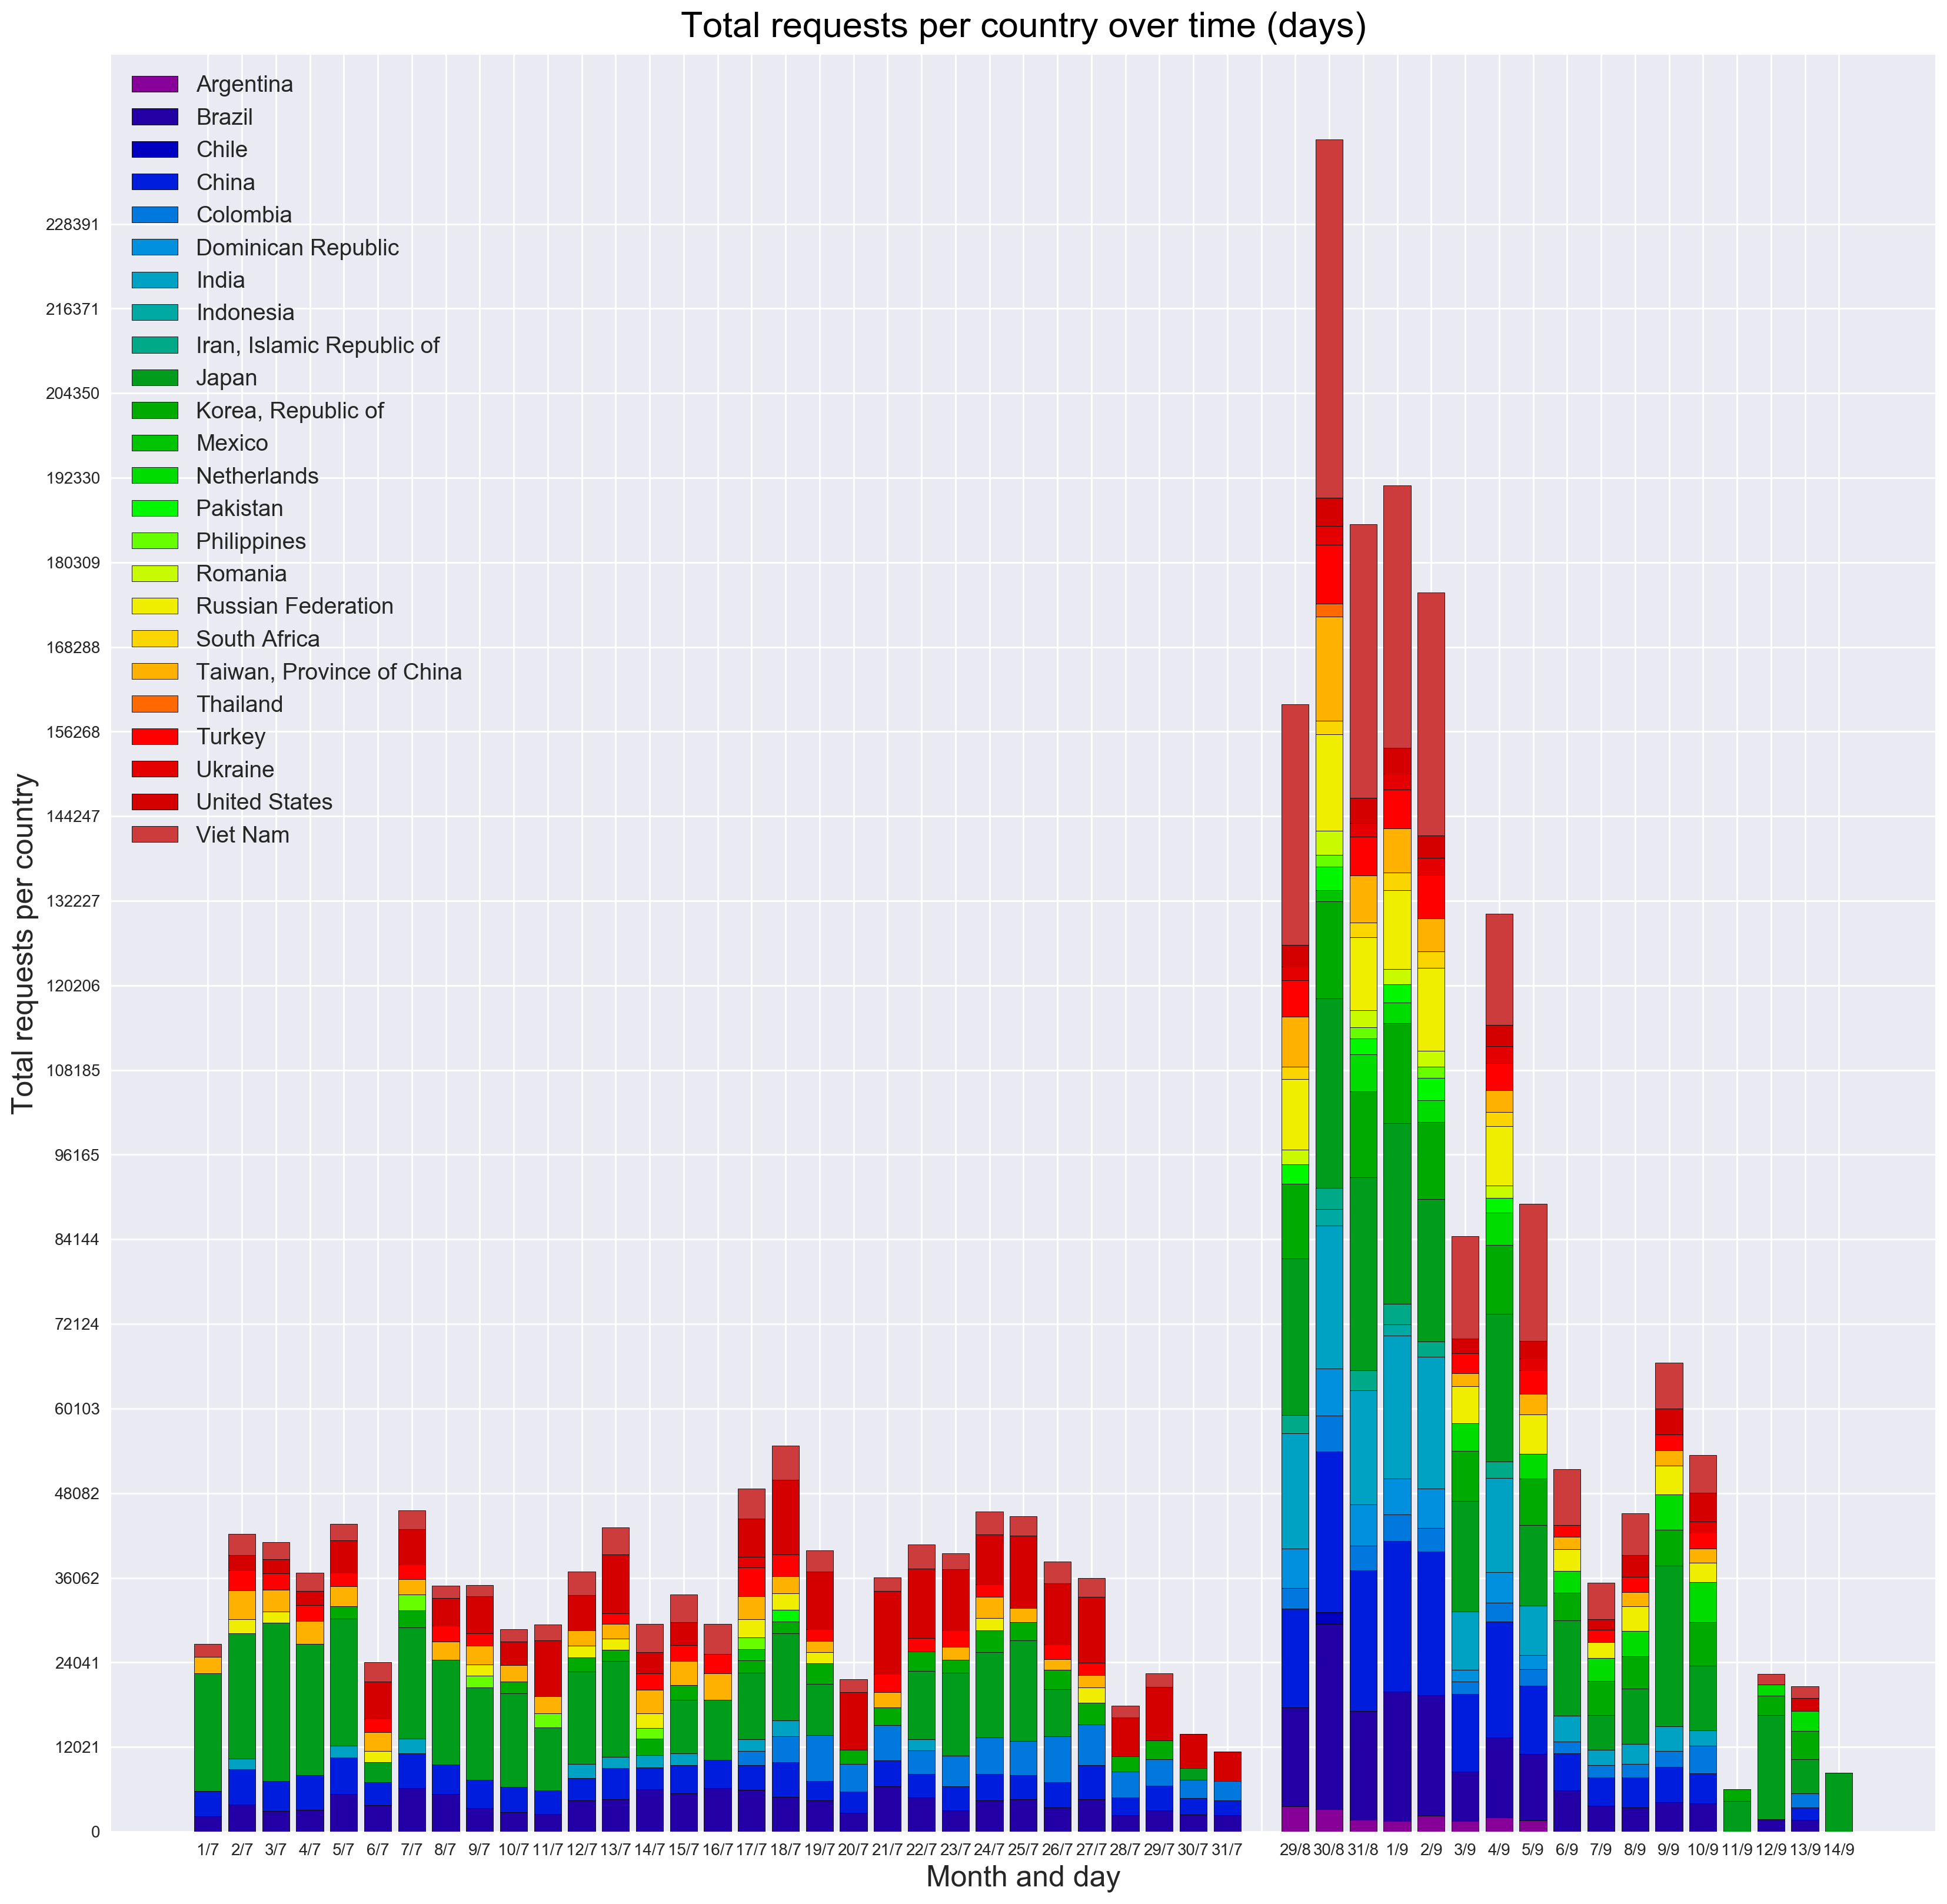 Total requests per country over time (days)
Argentina
Brazil
Chile
China
Colombia
Dominican Republic
India
Indonesia
Iran, Islamic Republic of
Japan
Korea, Republic of
Mexico
Netherlands
Pakistan
Philippines
Romania
Russian Federation
South Africa
Taiwan, Province of China
Thailand
Turkey
Ukraine
United States
Viet Nam
Total requests per country
228391
216371
204350
192330
180309
168288
156268
144247
132227
120206
108185
96165
84144
72124
60103
48082
36062
24041
12021
0
1/7 2/7 3/7 4/7 5/7 6/7 7/7 8/7 9/7 10/7 11/7 12/7 13/7 14/7 15/7 16/7 17/7 18/7 19/7 20/7 21/7 22/7 23/7 24/7 25/7 26/7 27/7 28/7 29/7 30/7 31/7 29/8 30/8 31/8 1/9 2/9 3/9 4/9 5/9 6/9 7/9 8/9 9/9 10/9 11/9 12/9 13/9 14/9
Month and day